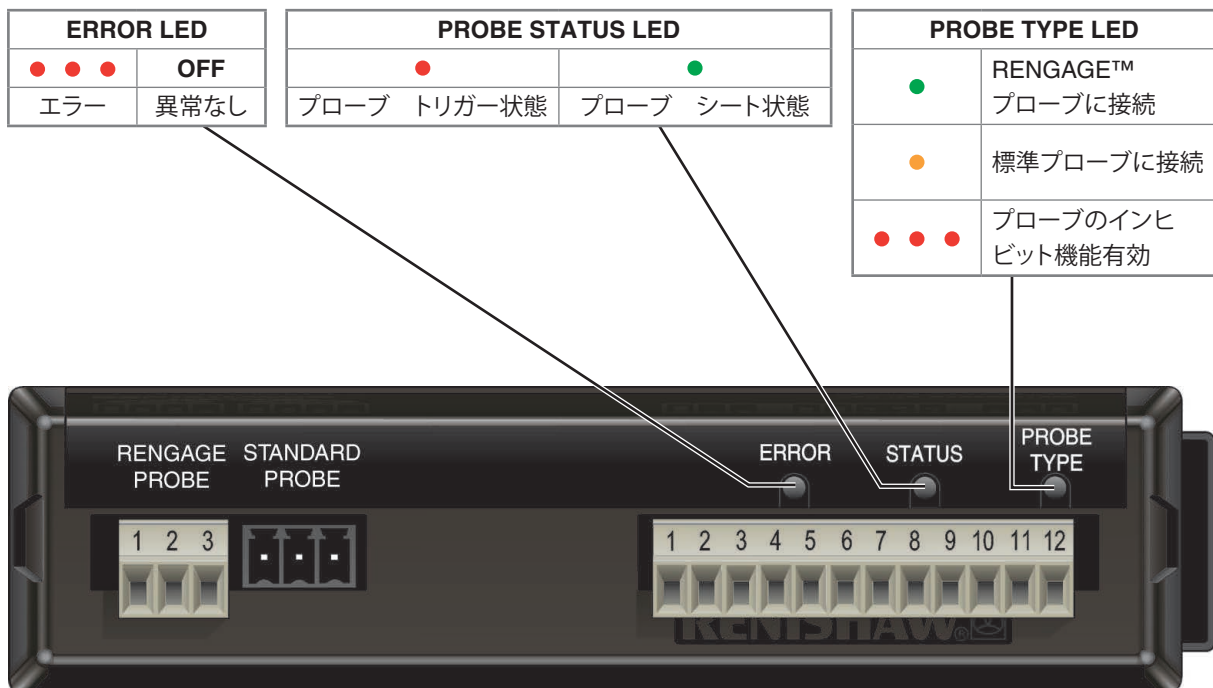 ERROR LED
OFF
エラー 異常なし
PROBE STATUS LED
プローブ トリガー状態 プローブ シート状態
PROBE TYPE LED
RENGAGE™
プローブに接続
標準プローブに接続
プローブのインヒ
ビット機能有効
RENGAGE
PROBE
STANDARD
PROBE
ERROR
STATUS
PROBE
TYPE
1 2 3
1 2 3 4 5 6 7 8 9 10 11 12
RENISHAW®